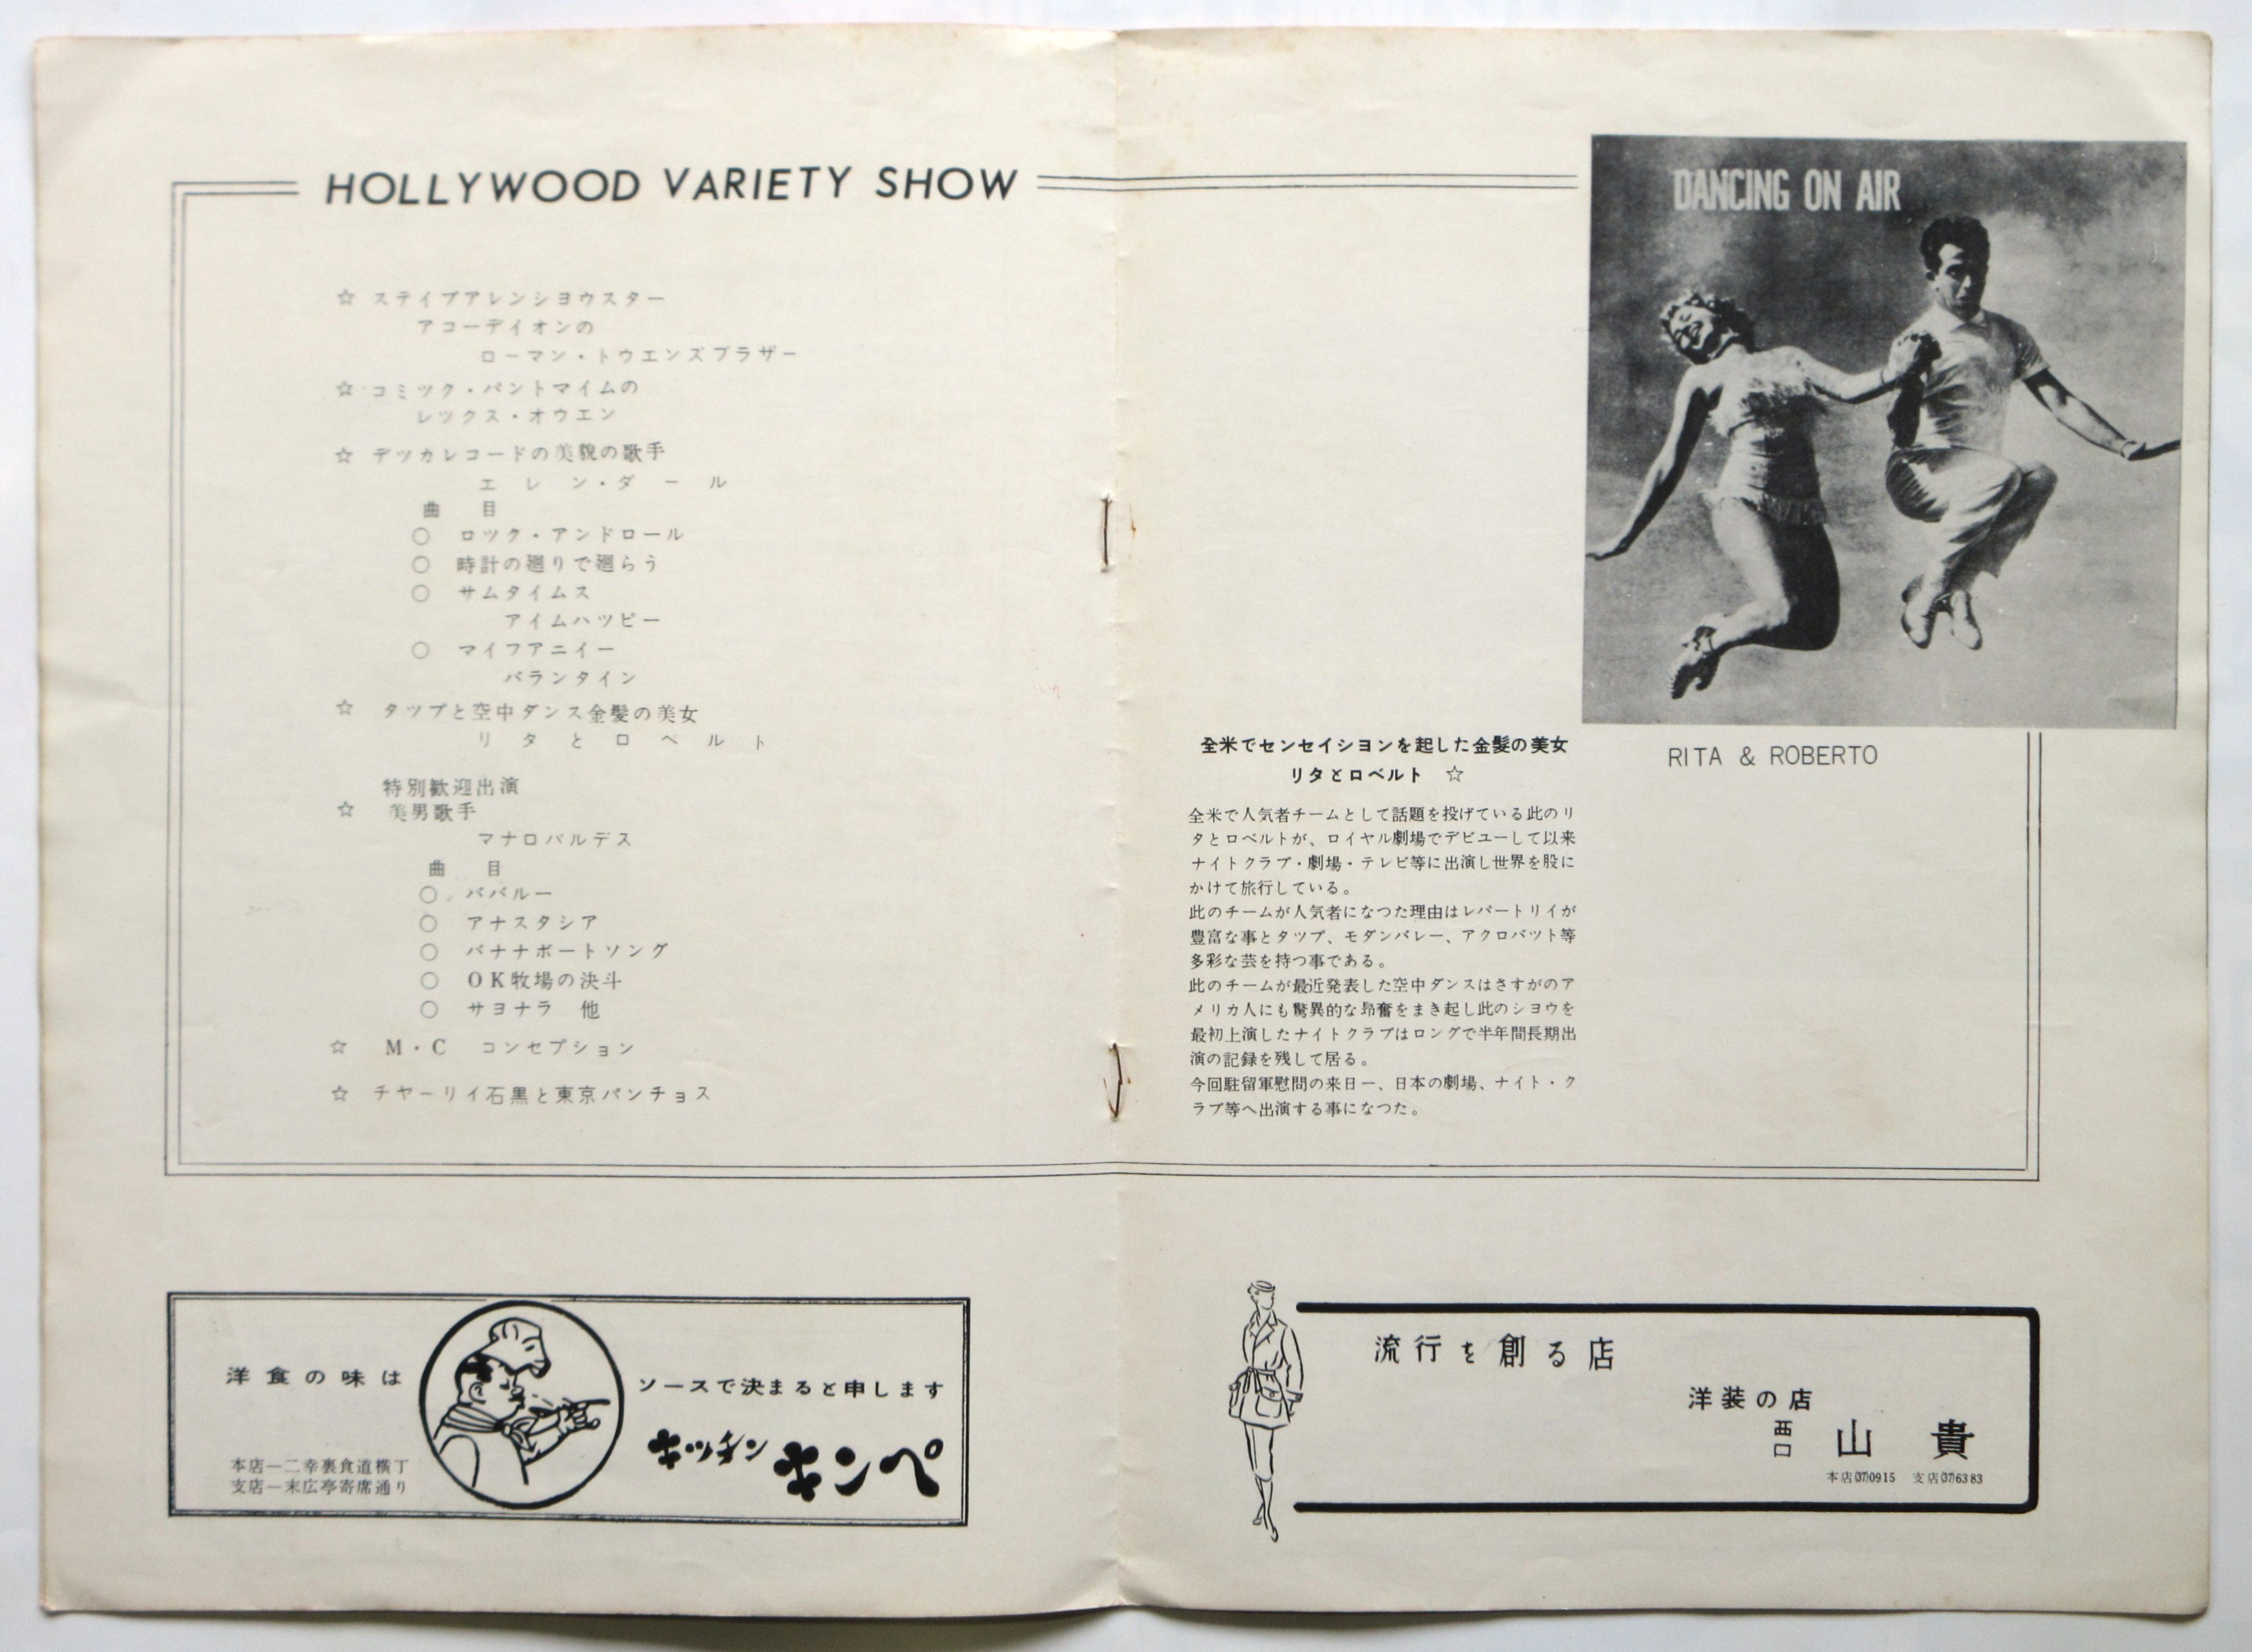 HOLLYWOOD VARIETY SHOW
☆ ステイブアレンシヨウスター
アコーデイオンの
ローマン・トウエンズブラザー
☆ コミツク・パントマイムの
レツクス・オウエン
☆ デツカレコードの美貌の歌手
エレン・ダール
曲 目
○ ロツク・アンドロール
○ 時計の廻りで廻らう
○ サムタイムス
アイムハツピー
○ マイフアニイー
バランタイン
☆ タツプと空中ダンス金髪の美女
リタとロベルト
特別歓迎出演
☆ 美男歌手
マナロバルデス
曲 目
○ ババルー
○ アナスタシア
○ バナナボートソング
○ OK牧場の決斗
○ サヨナラ 他
☆ M・C コンセプション
☆ チヤーリイ石黒と東京パンチョス
DANCING ON AIR
RITA & ROBERTO
全米でセンセイシヨンを起した金髪の美女
リタとロベルト ☆
全米で人気者チームとして話題を投げている此のリ
タとロベルトが、ロイヤル劇場でデビユーして以来
ナイトクラブ・劇場・テレビ等に出演し世界を股に
かけて旅行している。
此のチームが人気者になつた理由はレパートリイが
豊富な事とタツプ、モダンバレー、アクロバツト等
多彩な芸を持つ事である。
此のチームが最近発表した空中ダンスはさすがのア
メリカ人にも驚異的な昂奮をまき起し此のシヨウを
最初上演したナイトクラブはロングで半年間長期出
演の記録を残して居る。
今回駐留軍慰問の来日一、日本の劇場、ナイト・ク
ラブ等へ出演する事になつた。
洋食の味は
ソースで決まると申します
キッチン キンペ
本店―二幸裏食道横丁
支店―末広亭寄席通り
流行を創る店
洋装の店
西口 山貴
本店(37)0915 支店(37)6383